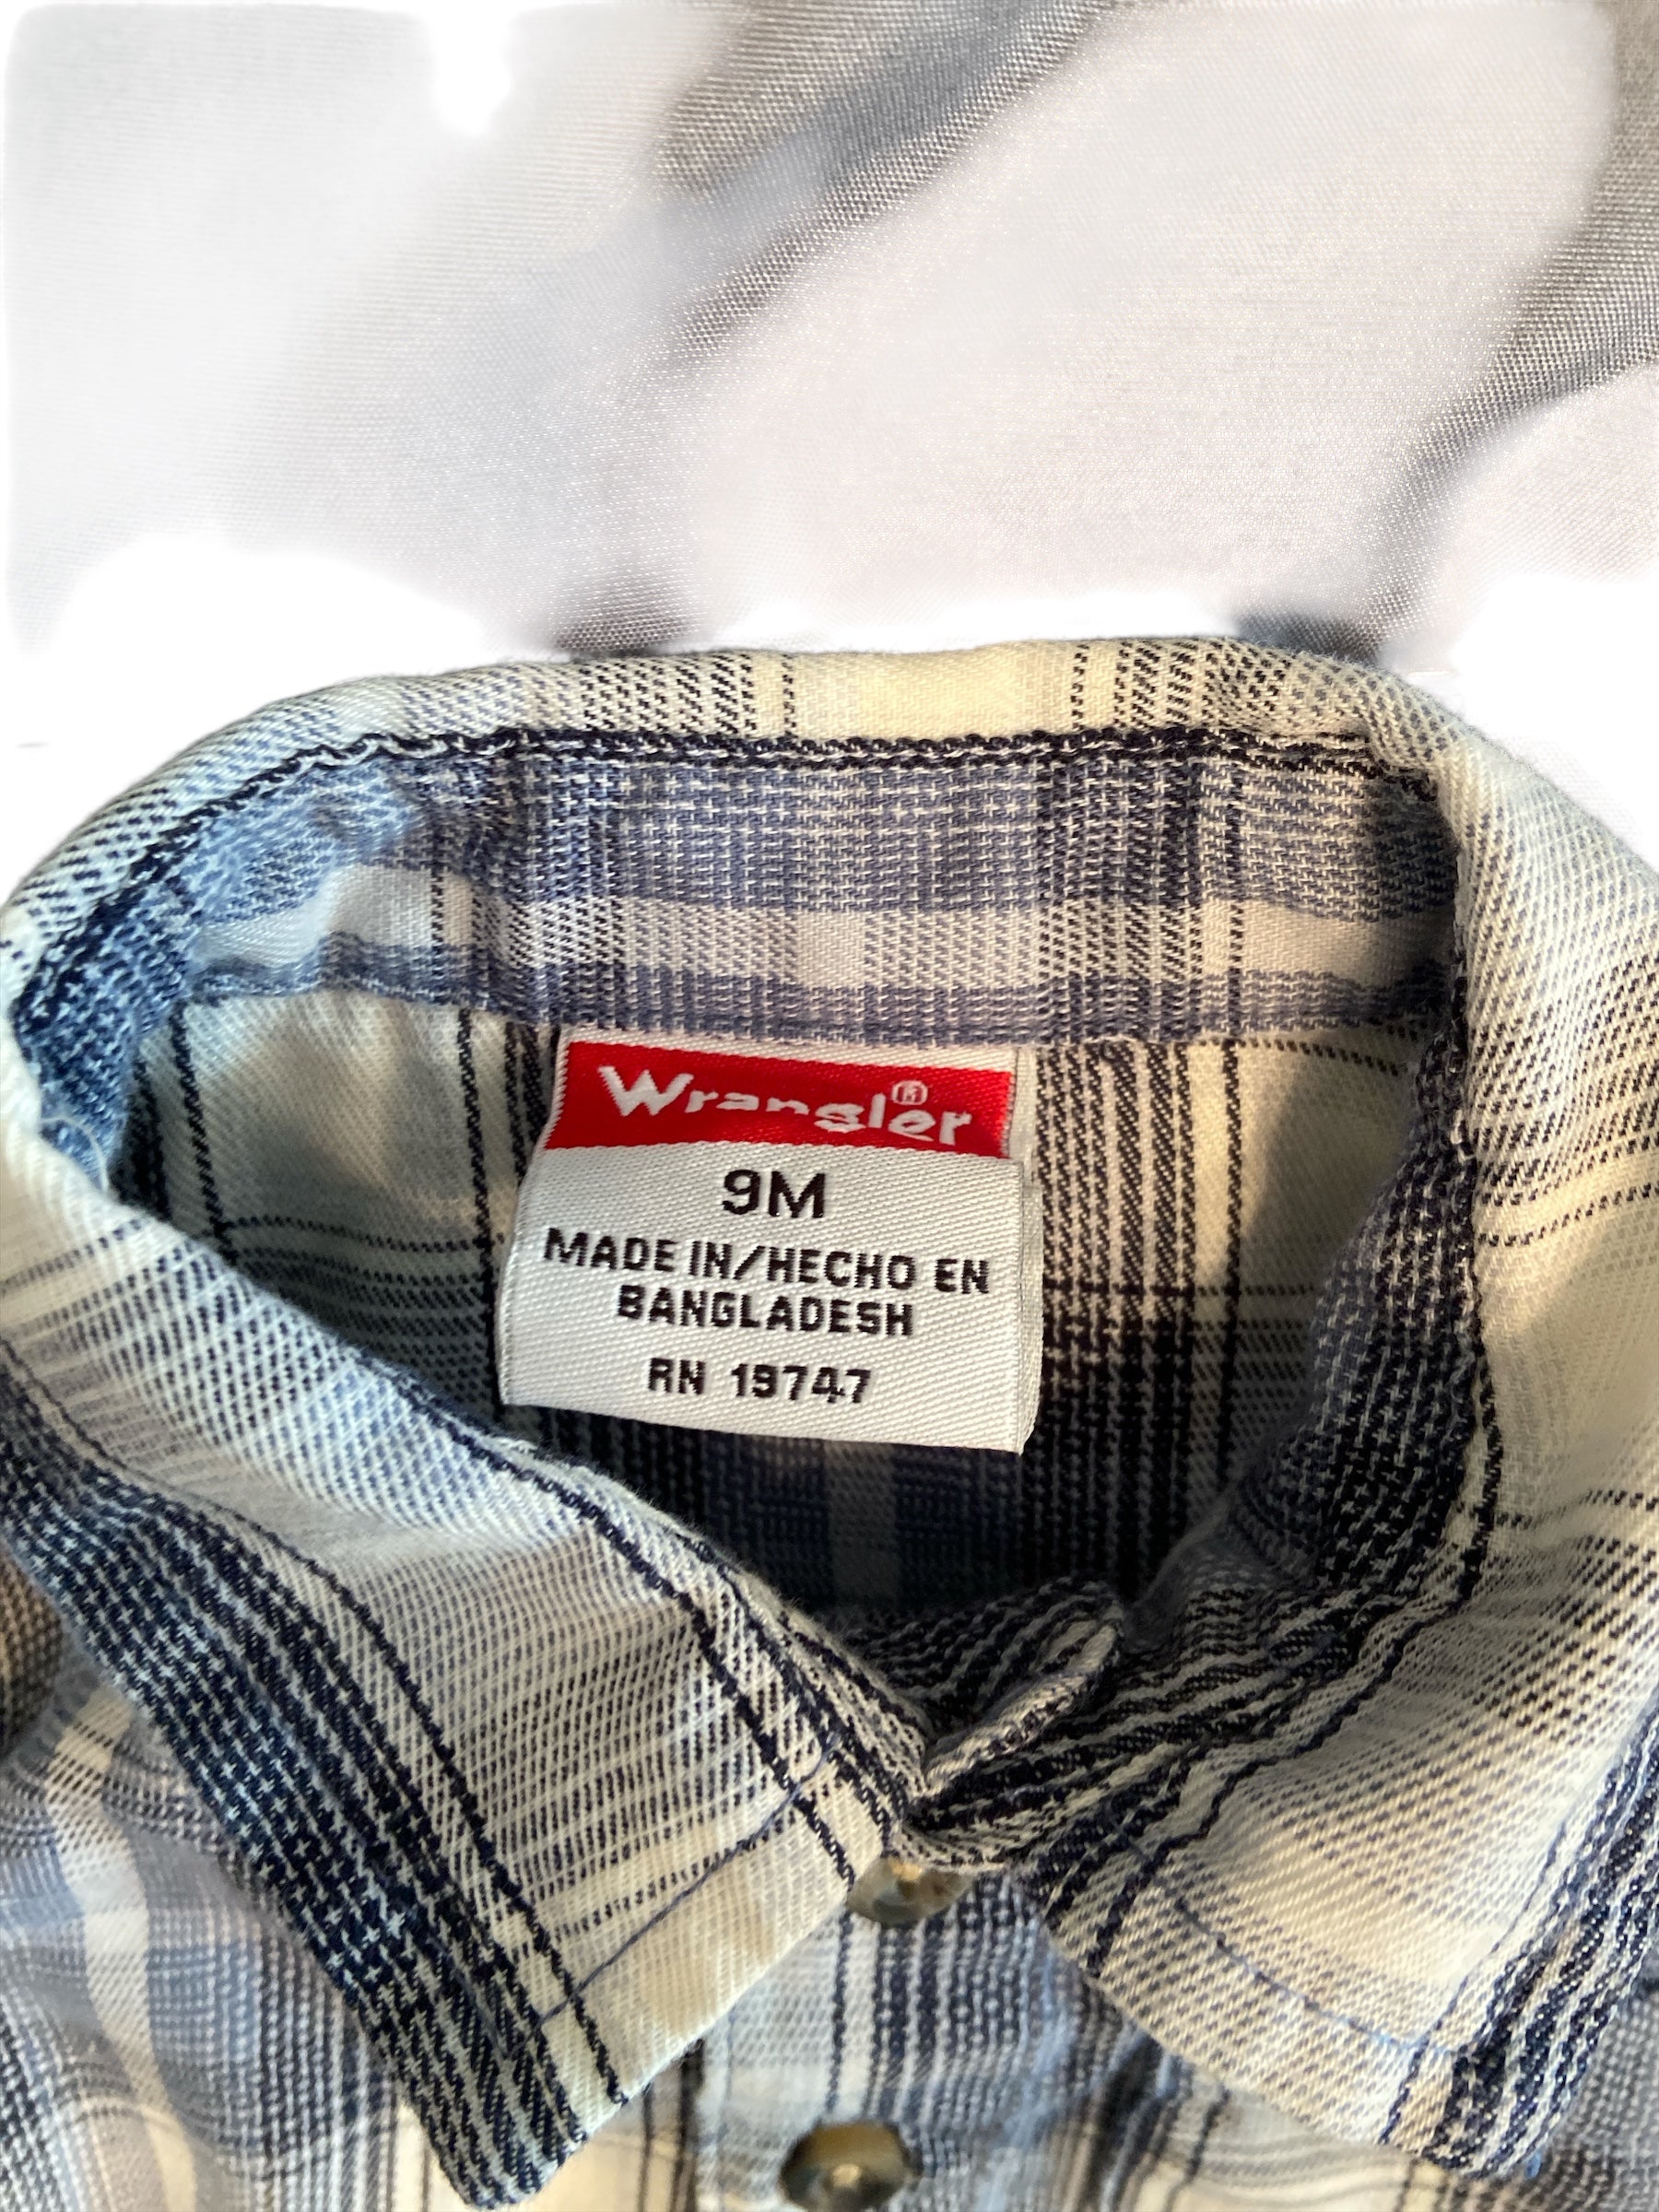 Wrangler®
9M
MADE IN/HECHO EN
BANGLADESH
RN 19747